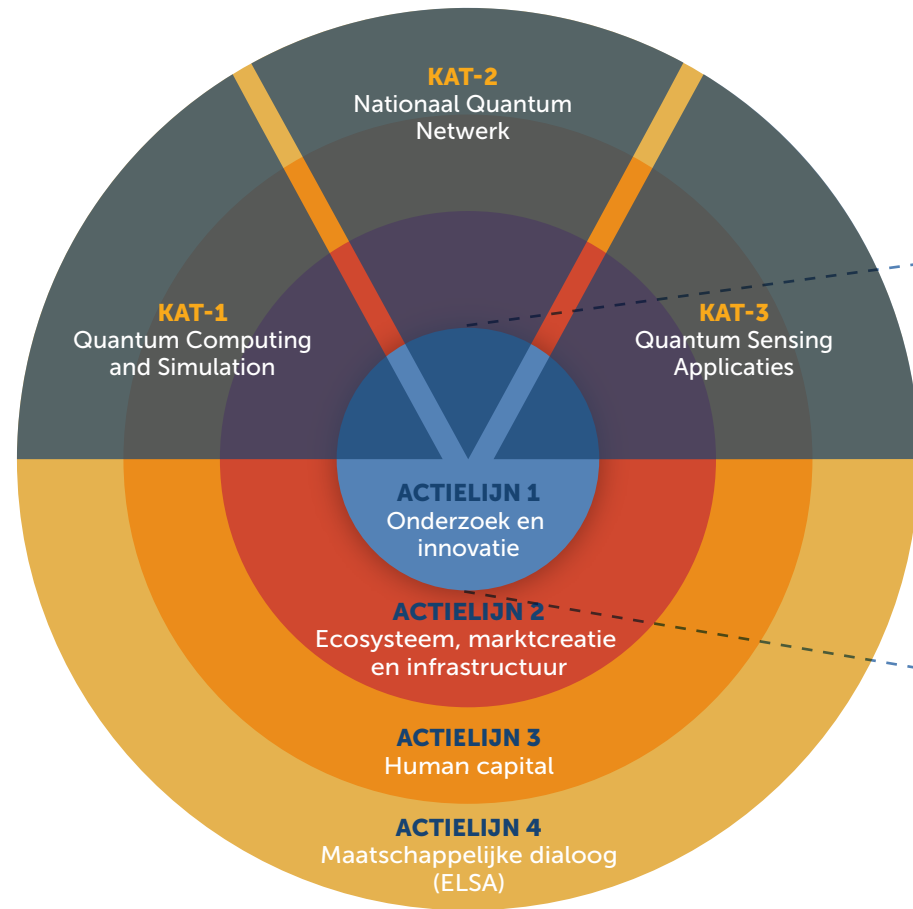 KAT-2
Nationaal Quantum
Netwerk
KAT-1
Quantum Computing
and Simulation
KAT-3
Quantum Sensing
Applicaties
ACTIELIJN 1
Onderzoek en
innovatie
ACTIELIJN 2
Ecosysteem, marktcreatie
en infrastructuur
ACTIELIJN 3
Human capital
ACTIELIJN 4
Maatschappelijke dialoog
(ELSA)